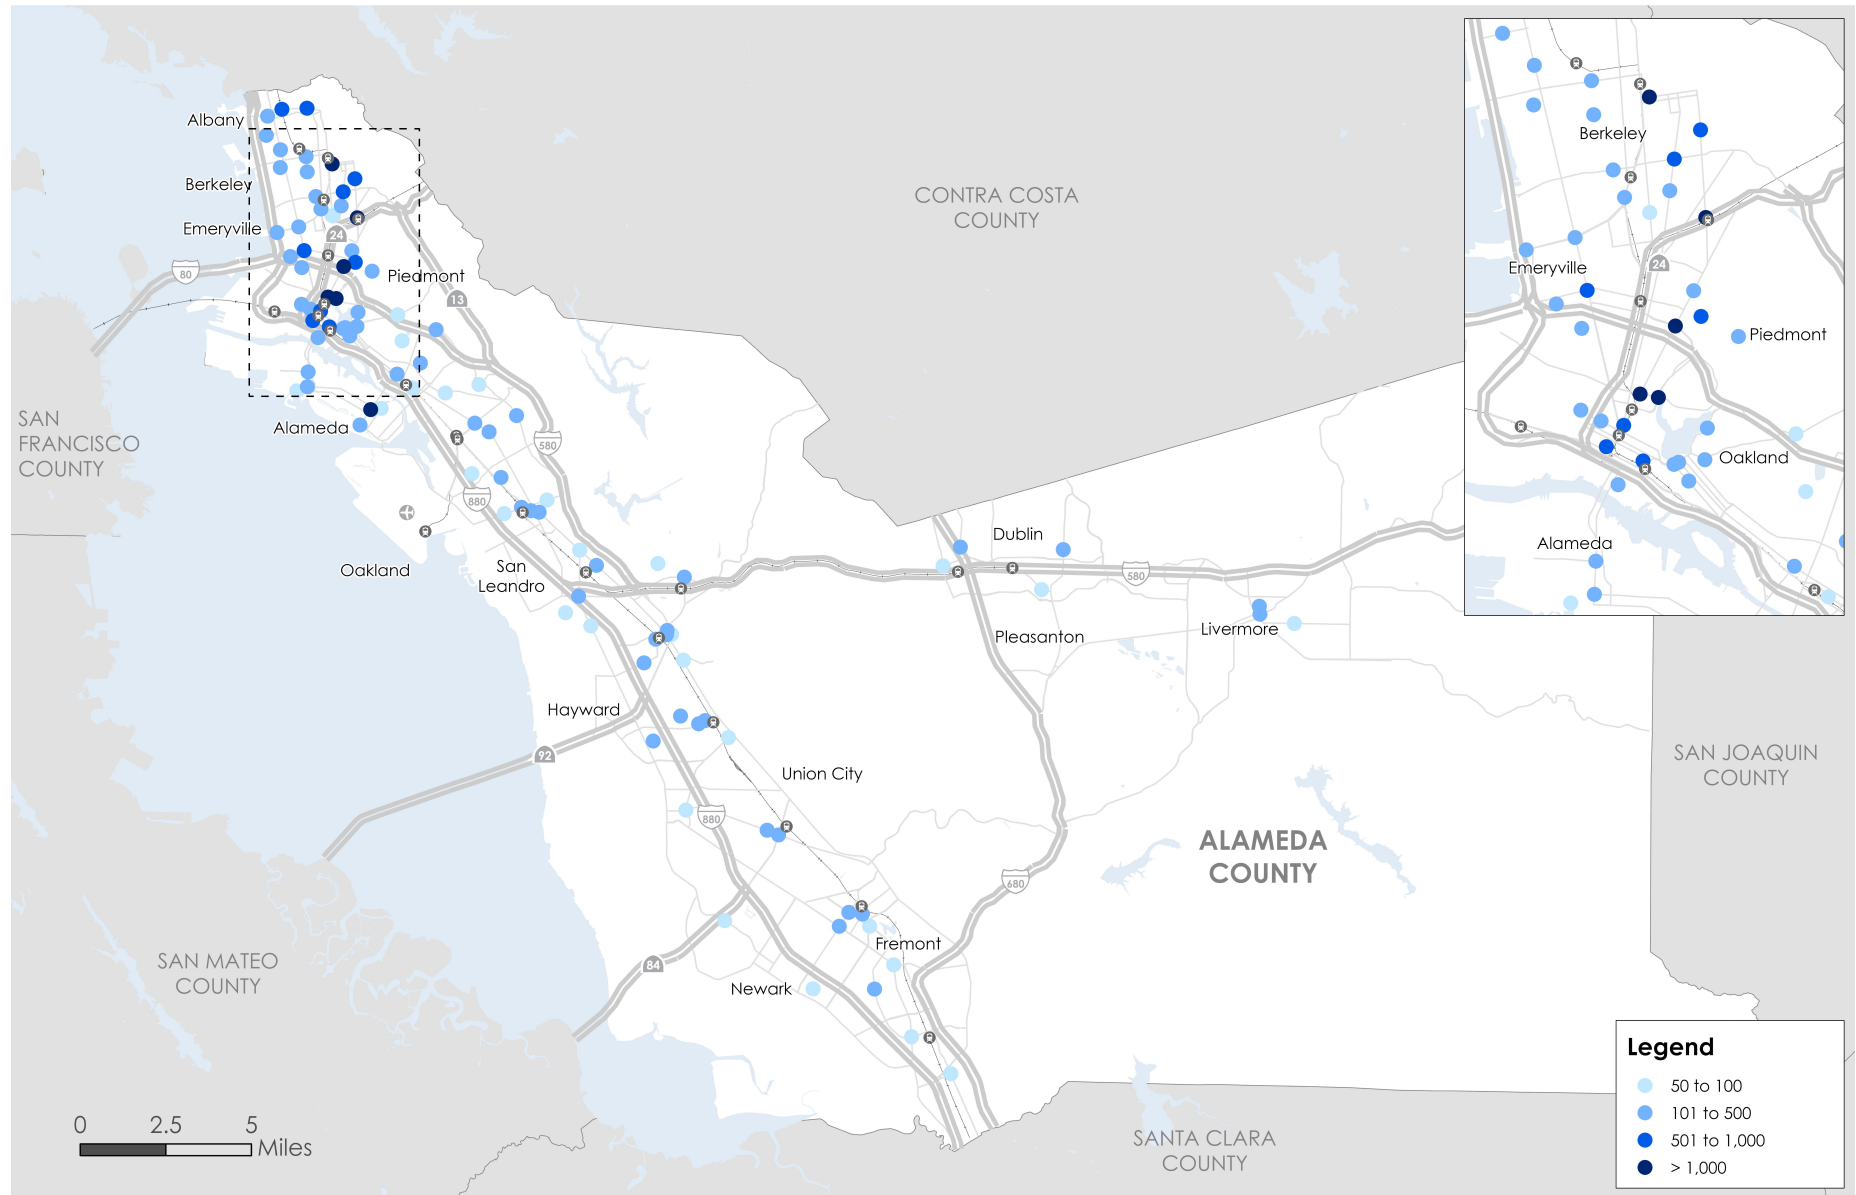 Albany
Berkeley
Emeryville
24
80
Piedmont
13
CONTRA COSTA
COUNTY
Berkeley
24
Emeryville
Piedmont
Oakland
Alameda
SAN
FRANCISCO
COUNTY
Alameda
580
880
Oakland
San
Leandro
Dublin
580
Pleasanton
Livermore
Hayward
92
Union City
880
SAN JOAQUIN
COUNTY
ALAMEDA
COUNTY
680
Fremont
84
Newark
SAN MATEO
COUNTY
SANTA CLARA
COUNTY
0 2.5 5
Miles
Legend
50 to 100
101 to 500
501 to 1,000
> 1,000